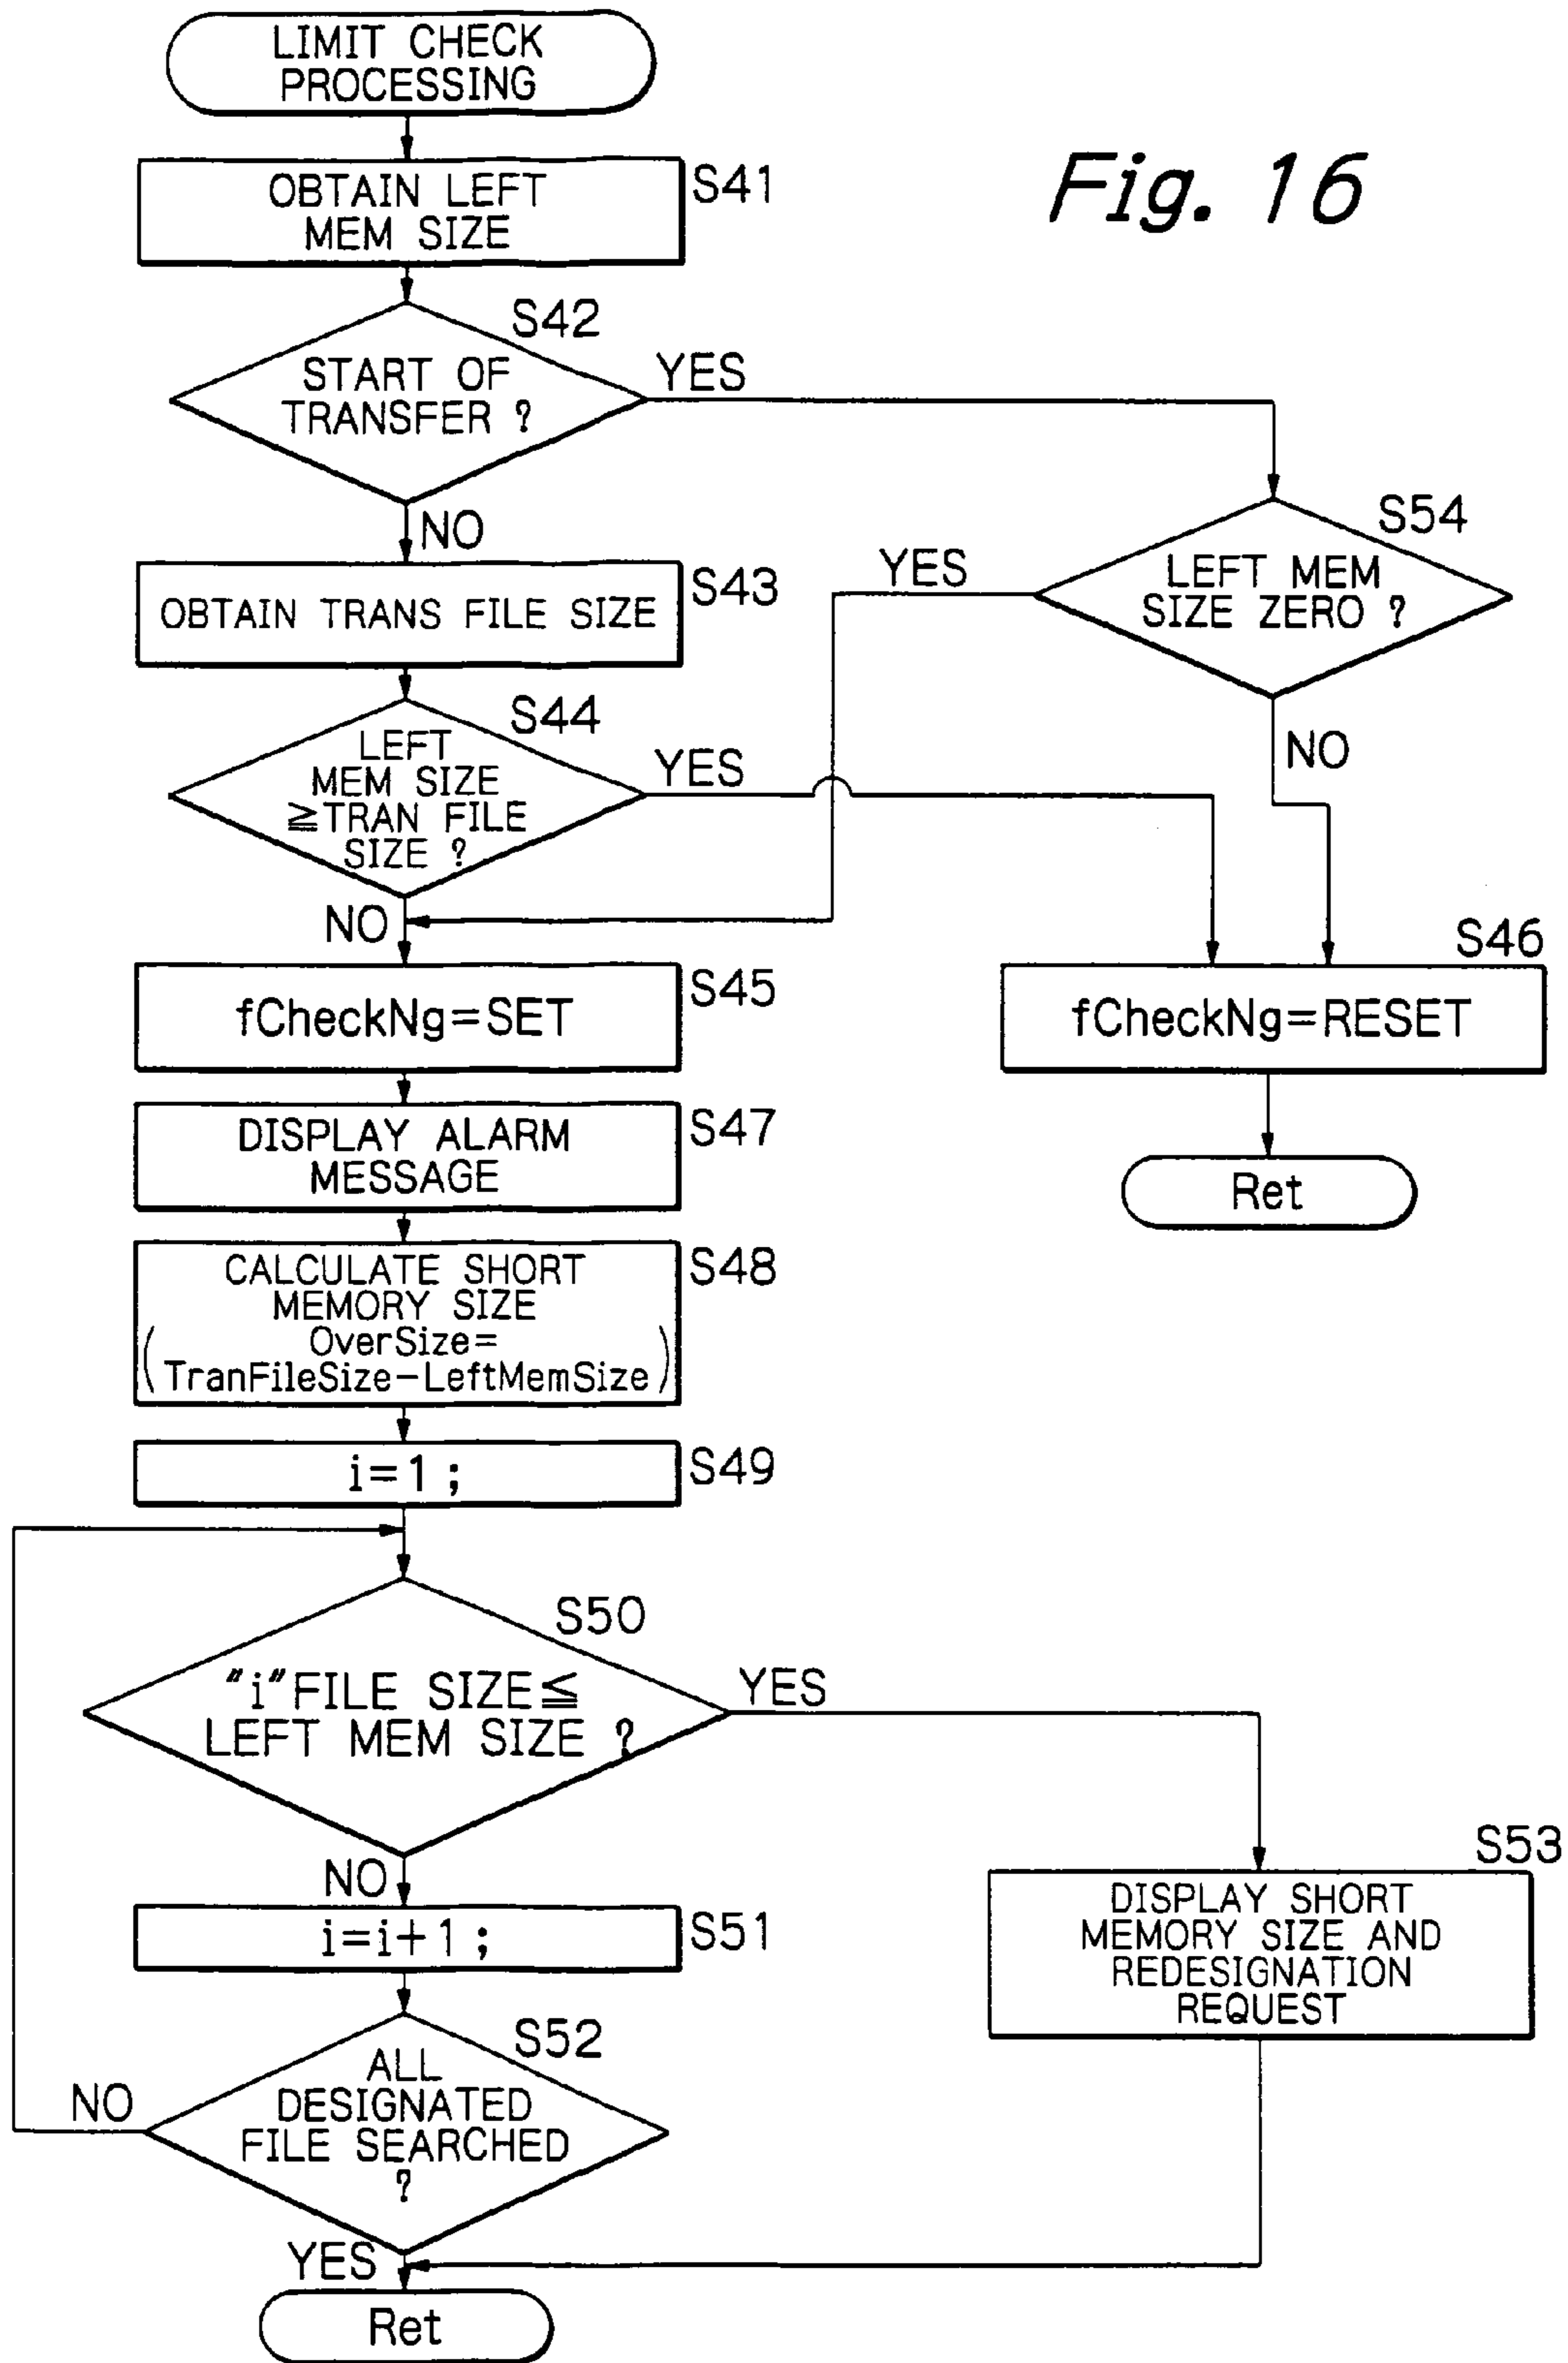 LIMIT CHECK
PROCESSING
Fig. 16
OBTAIN LEFT
MEM SIZE
S41
S42
START OF
TRANSFER ?
YES
NO
S54
LEFT MEM
SIZE ZERO ?
YES
NO
OBTAIN TRANS FILE SIZE
S43
S44
LEFT
MEM SIZE
≧TRAN FILE
SIZE ?
YES
NO
fCheckNg=SET
S45
S46
fCheckNg=RESET
Ret
DISPLAY ALARM
MESSAGE
S47
CALCULATE SHORT
MEMORY SIZE
(OverSize=
TranFileSize-LeftMemSize)
S48
i=1 ;
S49
S50
"i"FILE SIZE≦
LEFT MEM SIZE ?
YES
NO
S53
DISPLAY SHORT
MEMORY SIZE AND
REDESIGNATION
REQUEST
i=i+1 ;
S51
S52
ALL
DESIGNATED
FILE SEARCHED
?
NO
YES
Ret